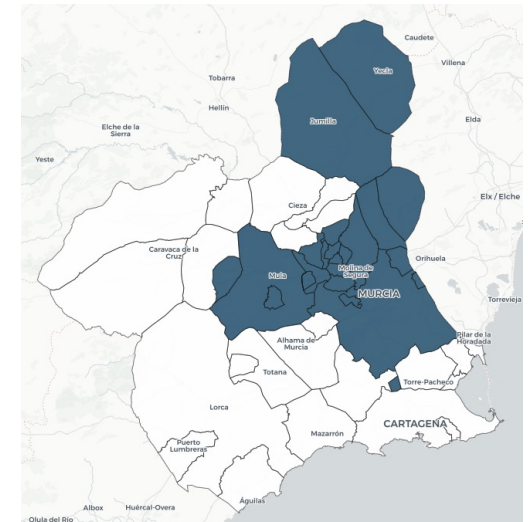 Caudete
Villena
Yecla
Tobarra
Hellín
Jumilla
Elda
Elche de la
Sierra
Yeste
Elx / Elche
Cieza
Caravaca de la
Cruz
Orihuela
Mula
Molina de
Segura
MURCIA
Torrevieja
Pilar de la
Horadada
Alhama de
Murcia
Totana
Torre-Pacheco
Lorca
CARTAGENA
Mazarrón
Puerto
Lumbreras
Águilas
Albox
Huércal-Overa
Olula del Río